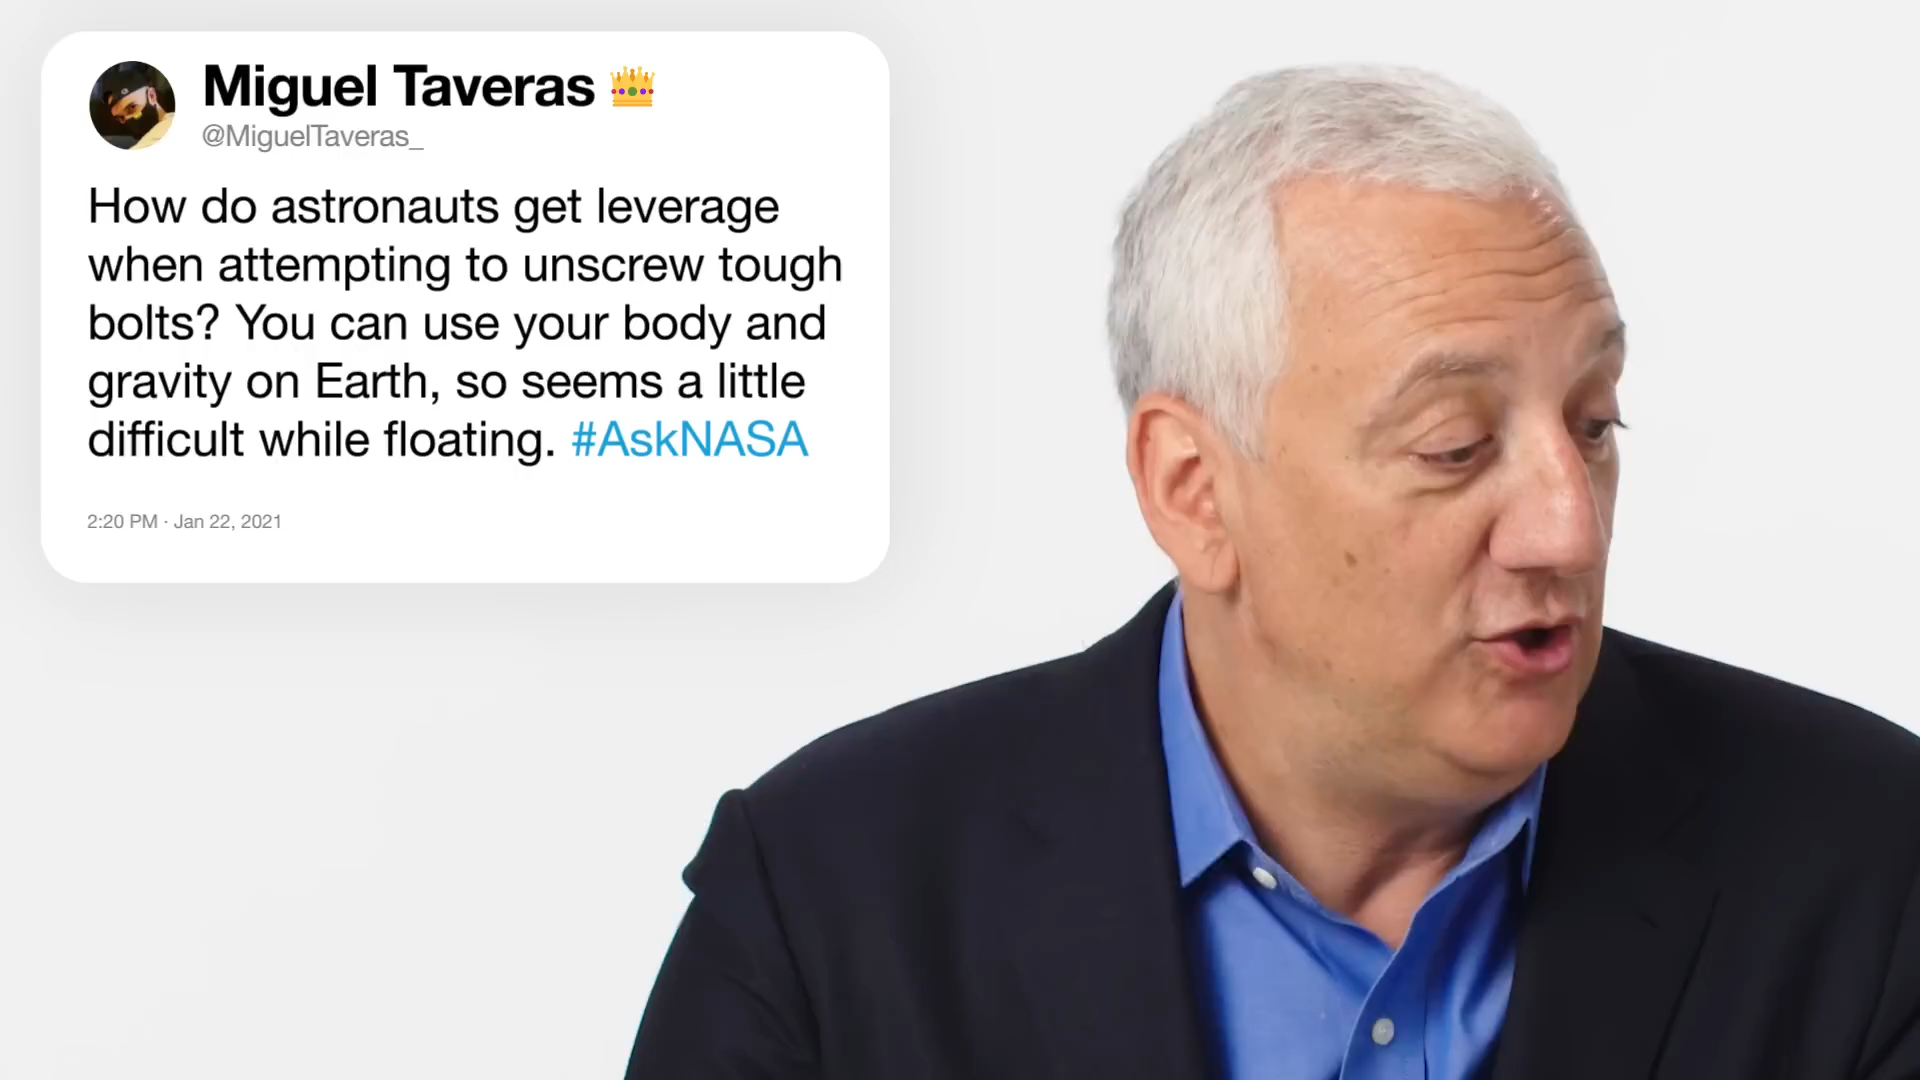 Miguel Taveras 👑
@MiguelTaveras_
How do astronauts get leverage
when attempting to unscrew tough
bolts? You can use your body and
gravity on Earth, so seems a little
difficult while floating. #AskNASA
2:20 PM · Jan 22, 2021